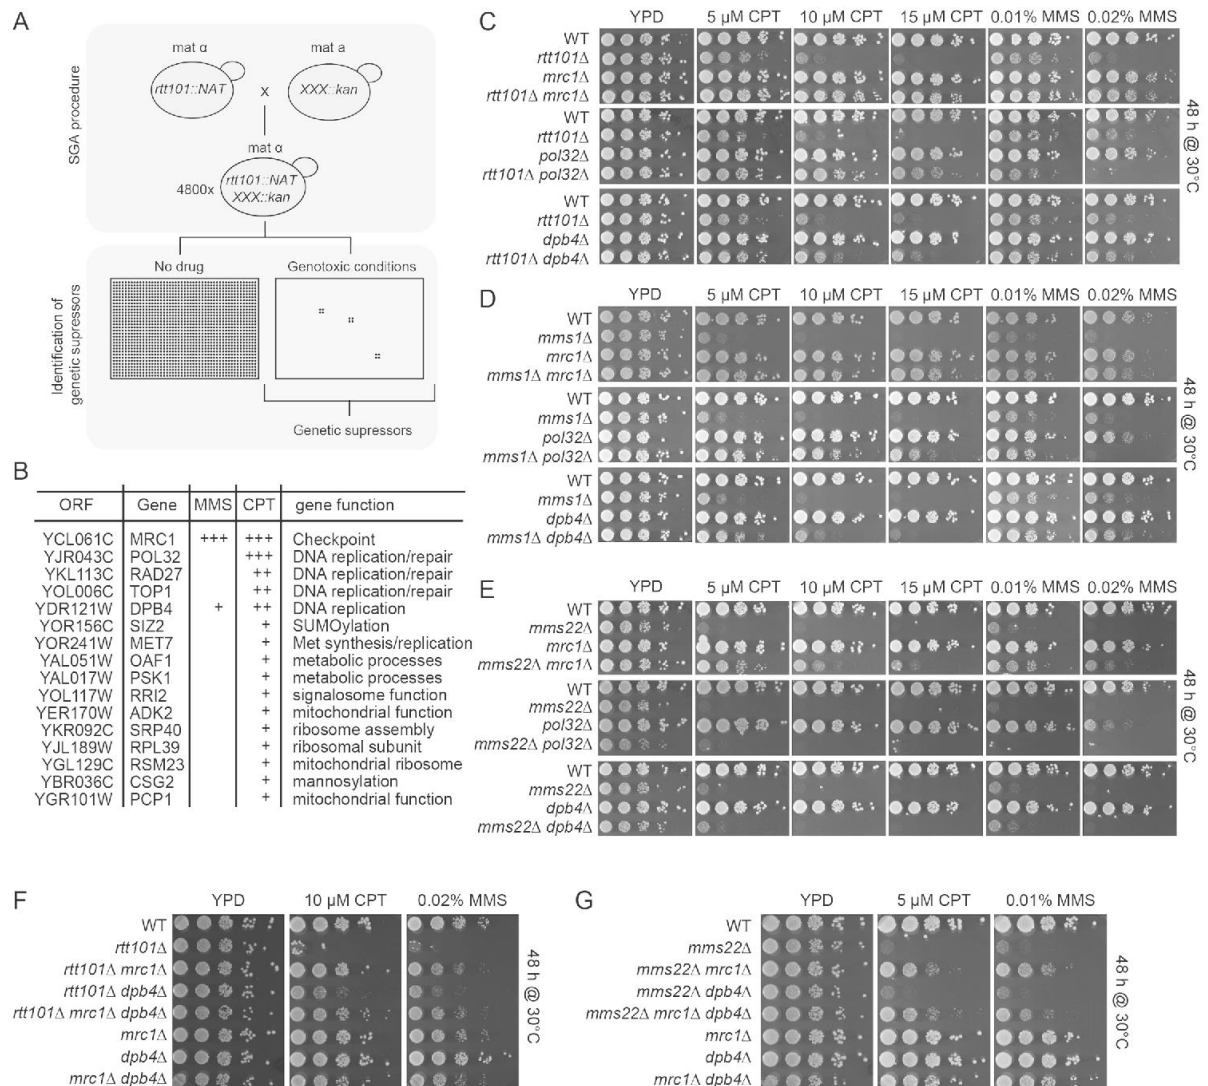 A
SGA procedure
mat α
mat a
rtt101::NAT
X
XXX::kan
mat α
4800x
rtt101::NAT
XXX::kan
Identification of
genetic supressors
No drug
Genotoxic conditions
Genetic supressors
B
ORF Gene MMS CPT gene function
YCL061C MRC1 +++ +++ Checkpoint
YJR043C POL32 +++ DNA replication/repair
YKL113C RAD27 ++ DNA replication/repair
YOL006C TOP1 ++ DNA replication/repair
YDR121W DPB4 + ++ DNA replication
YOR156C SIZ2 + SUMOylation
YOR241W MET7 + Met synthesis/replication
YAL051W OAF1 + metabolic processes
YAL017W PSK1 + metabolic processes
YOL117W RRI2 + signalosome function
YER170W ADK2 + mitochondrial function
YKR092C SRP40 + ribosome assembly
YJL189W RPL39 + ribosomal subunit
YGL129C RSM23 + mitochondrial ribosome
YBR036C CSG2 + mannosylation
YGR101W PCP1 + mitochondrial function
C
YPD 5 µM CPT 10 µM CPT 15 µM CPT 0.01% MMS 0.02% MMS
WT
rtt101Δ
mrc1Δ
rtt101Δ mrc1Δ
WT
rtt101Δ
pol32Δ
rtt101Δ pol32Δ
WT
rtt101Δ
dpb4Δ
rtt101Δ dpb4Δ
48 h @ 30°C
D
YPD 5 µM CPT 10 µM CPT 15 µM CPT 0.01% MMS 0.02% MMS
WT
mms1Δ
mrc1Δ
mms1Δ mrc1Δ
WT
mms1Δ
pol32Δ
mms1Δ pol32Δ
WT
mms1Δ
dpb4Δ
mms1Δ dpb4Δ
48 h @ 30°C
E
YPD 5 µM CPT 10 µM CPT 15 µM CPT 0.01% MMS 0.02% MMS
WT
mms22Δ
mrc1Δ
mms22Δ mrc1Δ
WT
mms22Δ
pol32Δ
mms22Δ pol32Δ
WT
mms22Δ
dpb4Δ
mms22Δ dpb4Δ
48 h @ 30°C
F
YPD 10 µM CPT 0.02% MMS
WT
rtt101Δ
rtt101Δ mrc1Δ
rtt101Δ dpb4Δ
rtt101Δ mrc1Δ dpb4Δ
mrc1Δ
dpb4Δ
mrc1Δ dpb4Δ
48 h @ 30°C
G
YPD 5 µM CPT 0.01% MMS
WT
mms22Δ
mms22Δ mrc1Δ
mms22Δ dpb4Δ
mms22Δ mrc1Δ dpb4Δ
mrc1Δ
dpb4Δ
mrc1Δ dpb4Δ
48 h @ 30°C